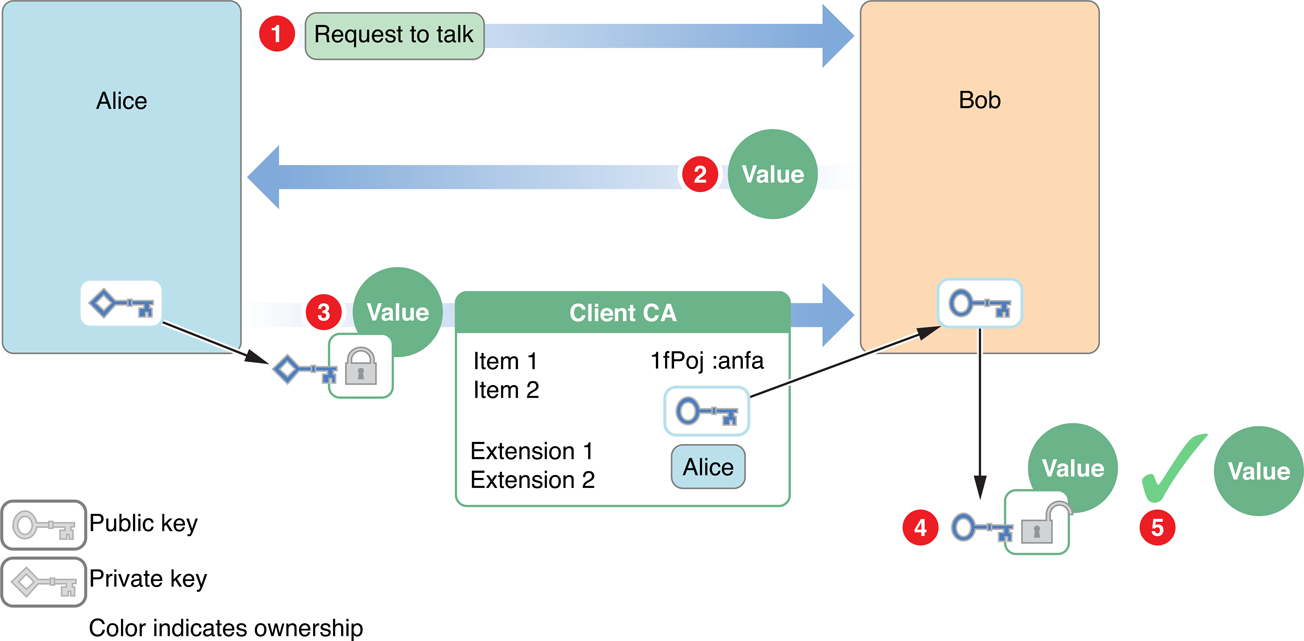 1
Request to talk
Alice
Bob
2
Value
3
Value
Client CA
Item 1
1fPoj :anfa
Item 2
Extension 1
Alice
Extension 2
Value
Value
4
5
Public key
Private key
Color indicates ownership